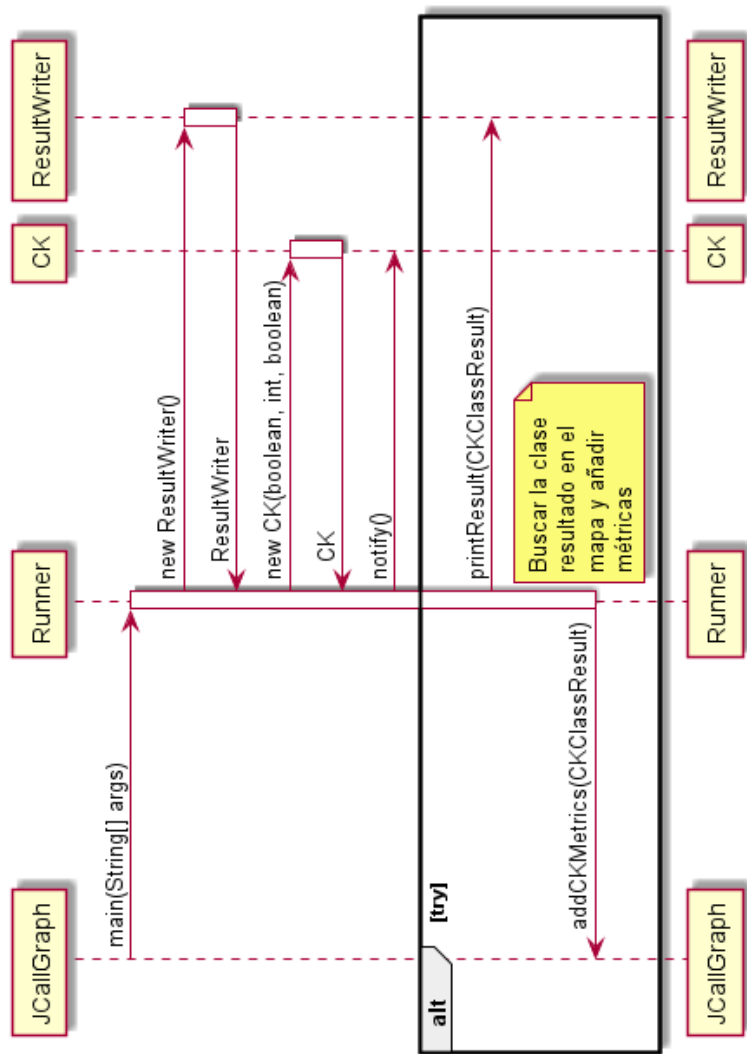 JCallGraph
Runner
CK
ResultWriter
main(String[] args)
new ResultWriter()
ResultWriter
new CK(boolean, int, boolean)
CK
notify()
alt
[try]
printResult(CKClassResult)
Buscar la clase
resultado en el
mapa y añadir
métricas
addCKMetrics(CKClassResult)
JCallGraph
Runner
CK
ResultWriter